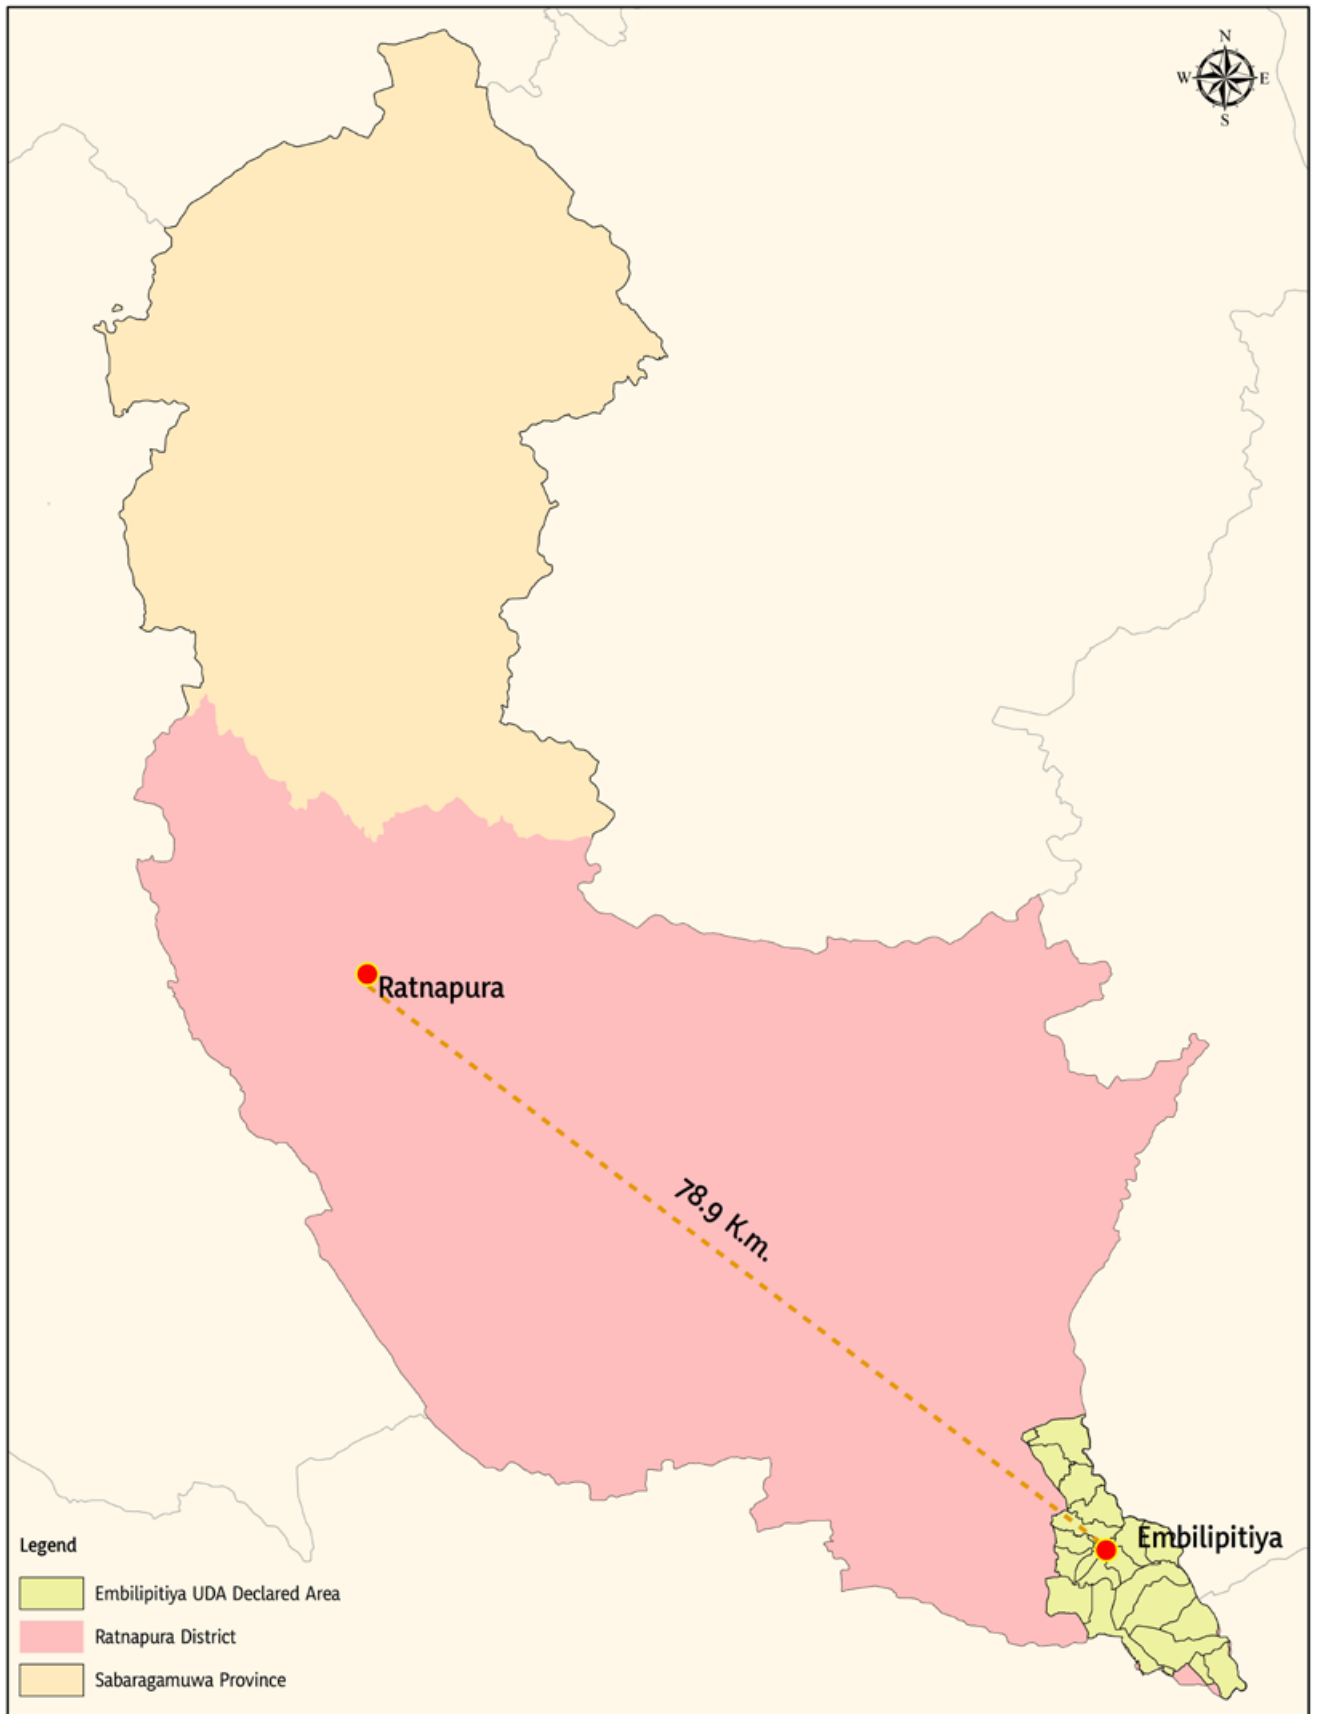 N
W E
S
Ratnapura
78.9 K.m.
Embilipitiya
Legend
Embilipitiya UDA Declared Area
Ratnapura District
Sabaragamuwa Province